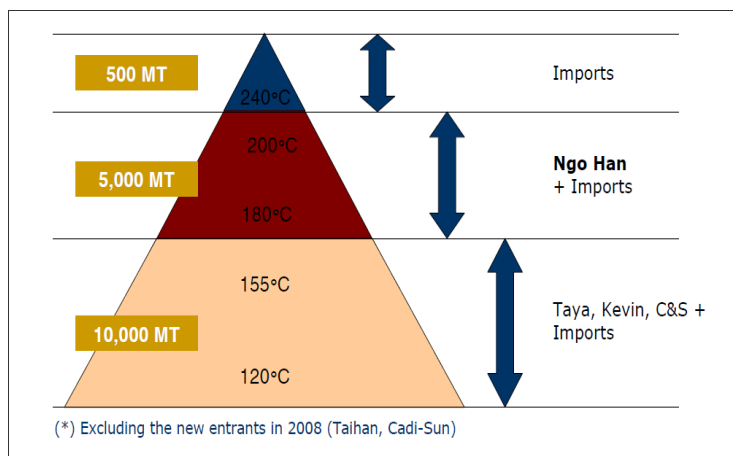 500 MT
240°C
Imports
200°C
5,000 MT
Ngo Han
+ Imports
180°C
155°C
Taya, Kevin, C&S +
Imports
10,000 MT
120°C
(*) Excluding the new entrants in 2008 (Taihan, Cadi-Sun)